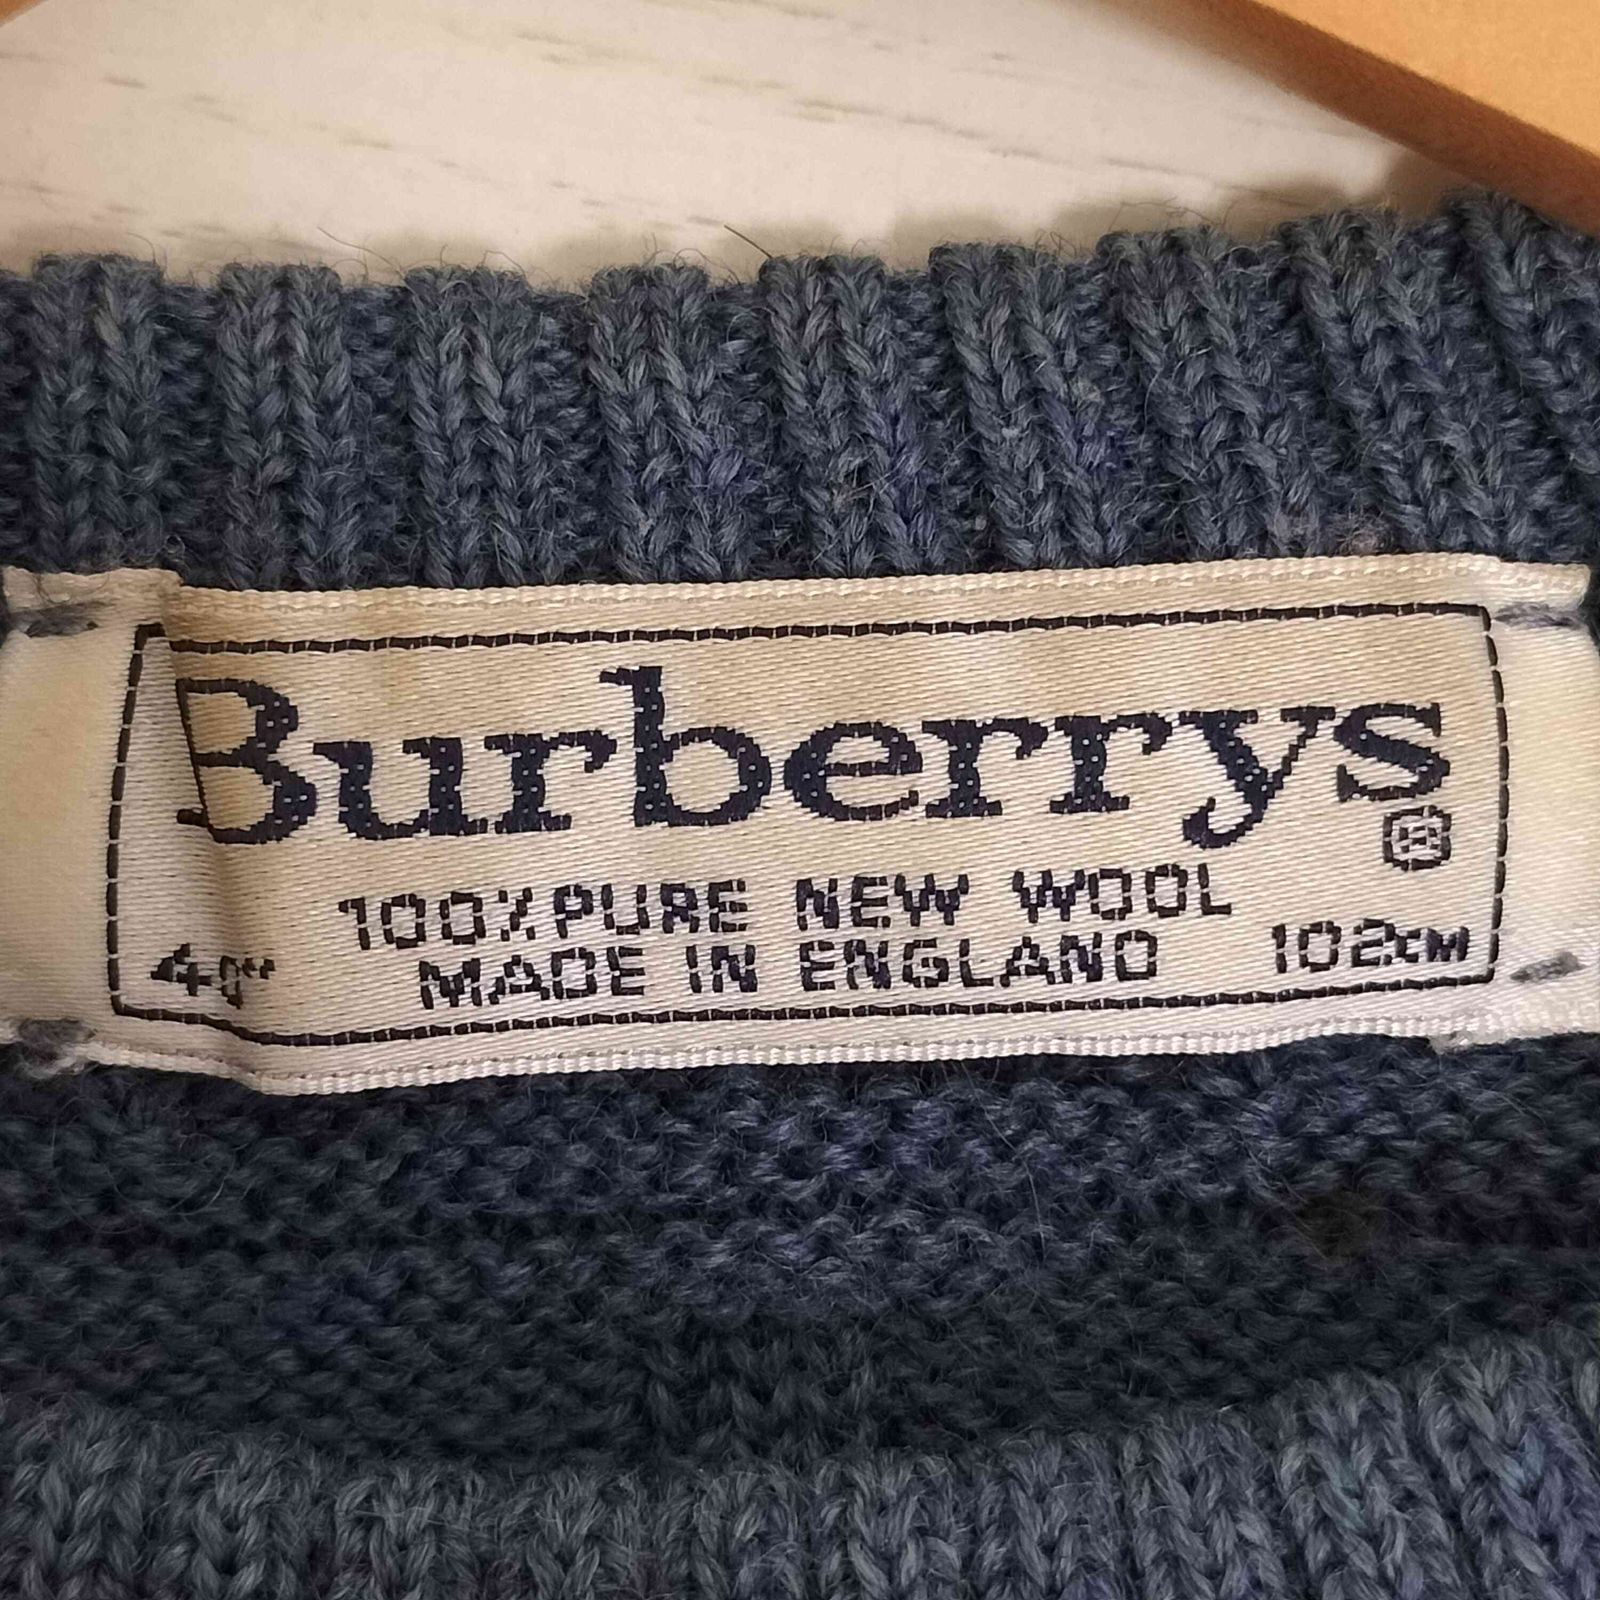 Burberrys
®
100% PURE NEW WOOL
40" MADE IN ENGLAND 102CM